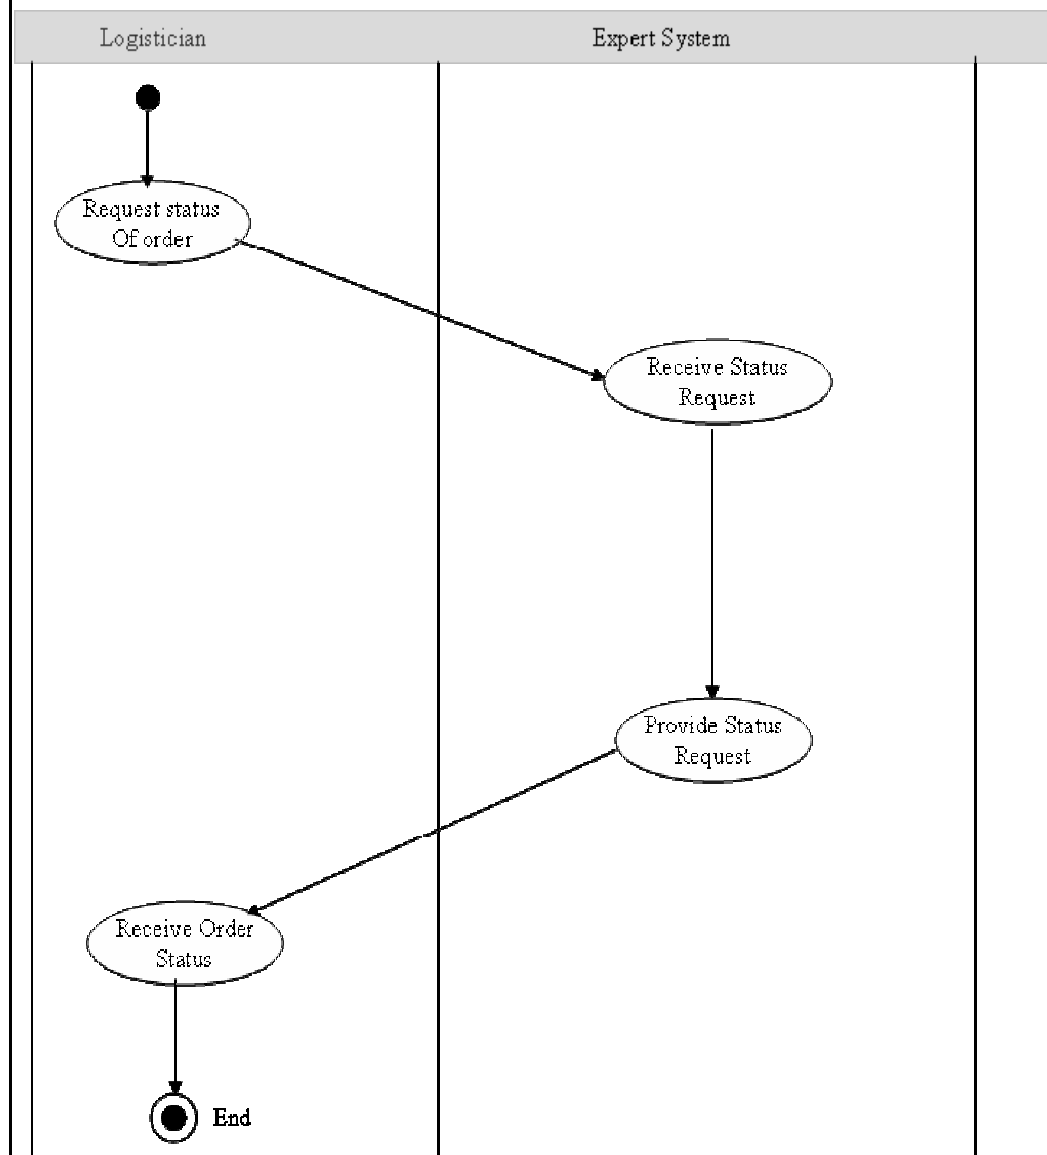 Logistician
Expert System
Request status
Of order
Receive Status
Request
Provide Status
Request
Receive Order
Status
End